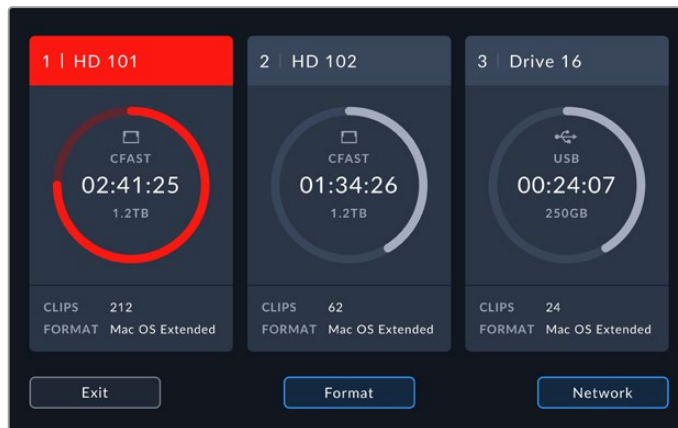 1 | HD 101
CFAST
02:41:25
1.2TB
CLIPS 212
FORMAT Mac OS Extended
2 | HD 102
CFAST
01:34:26
1.2TB
CLIPS 62
FORMAT Mac OS Extended
3 | Drive 16
USB
00:24:07
250GB
CLIPS 24
FORMAT Mac OS Extended
Exit
Format
Network